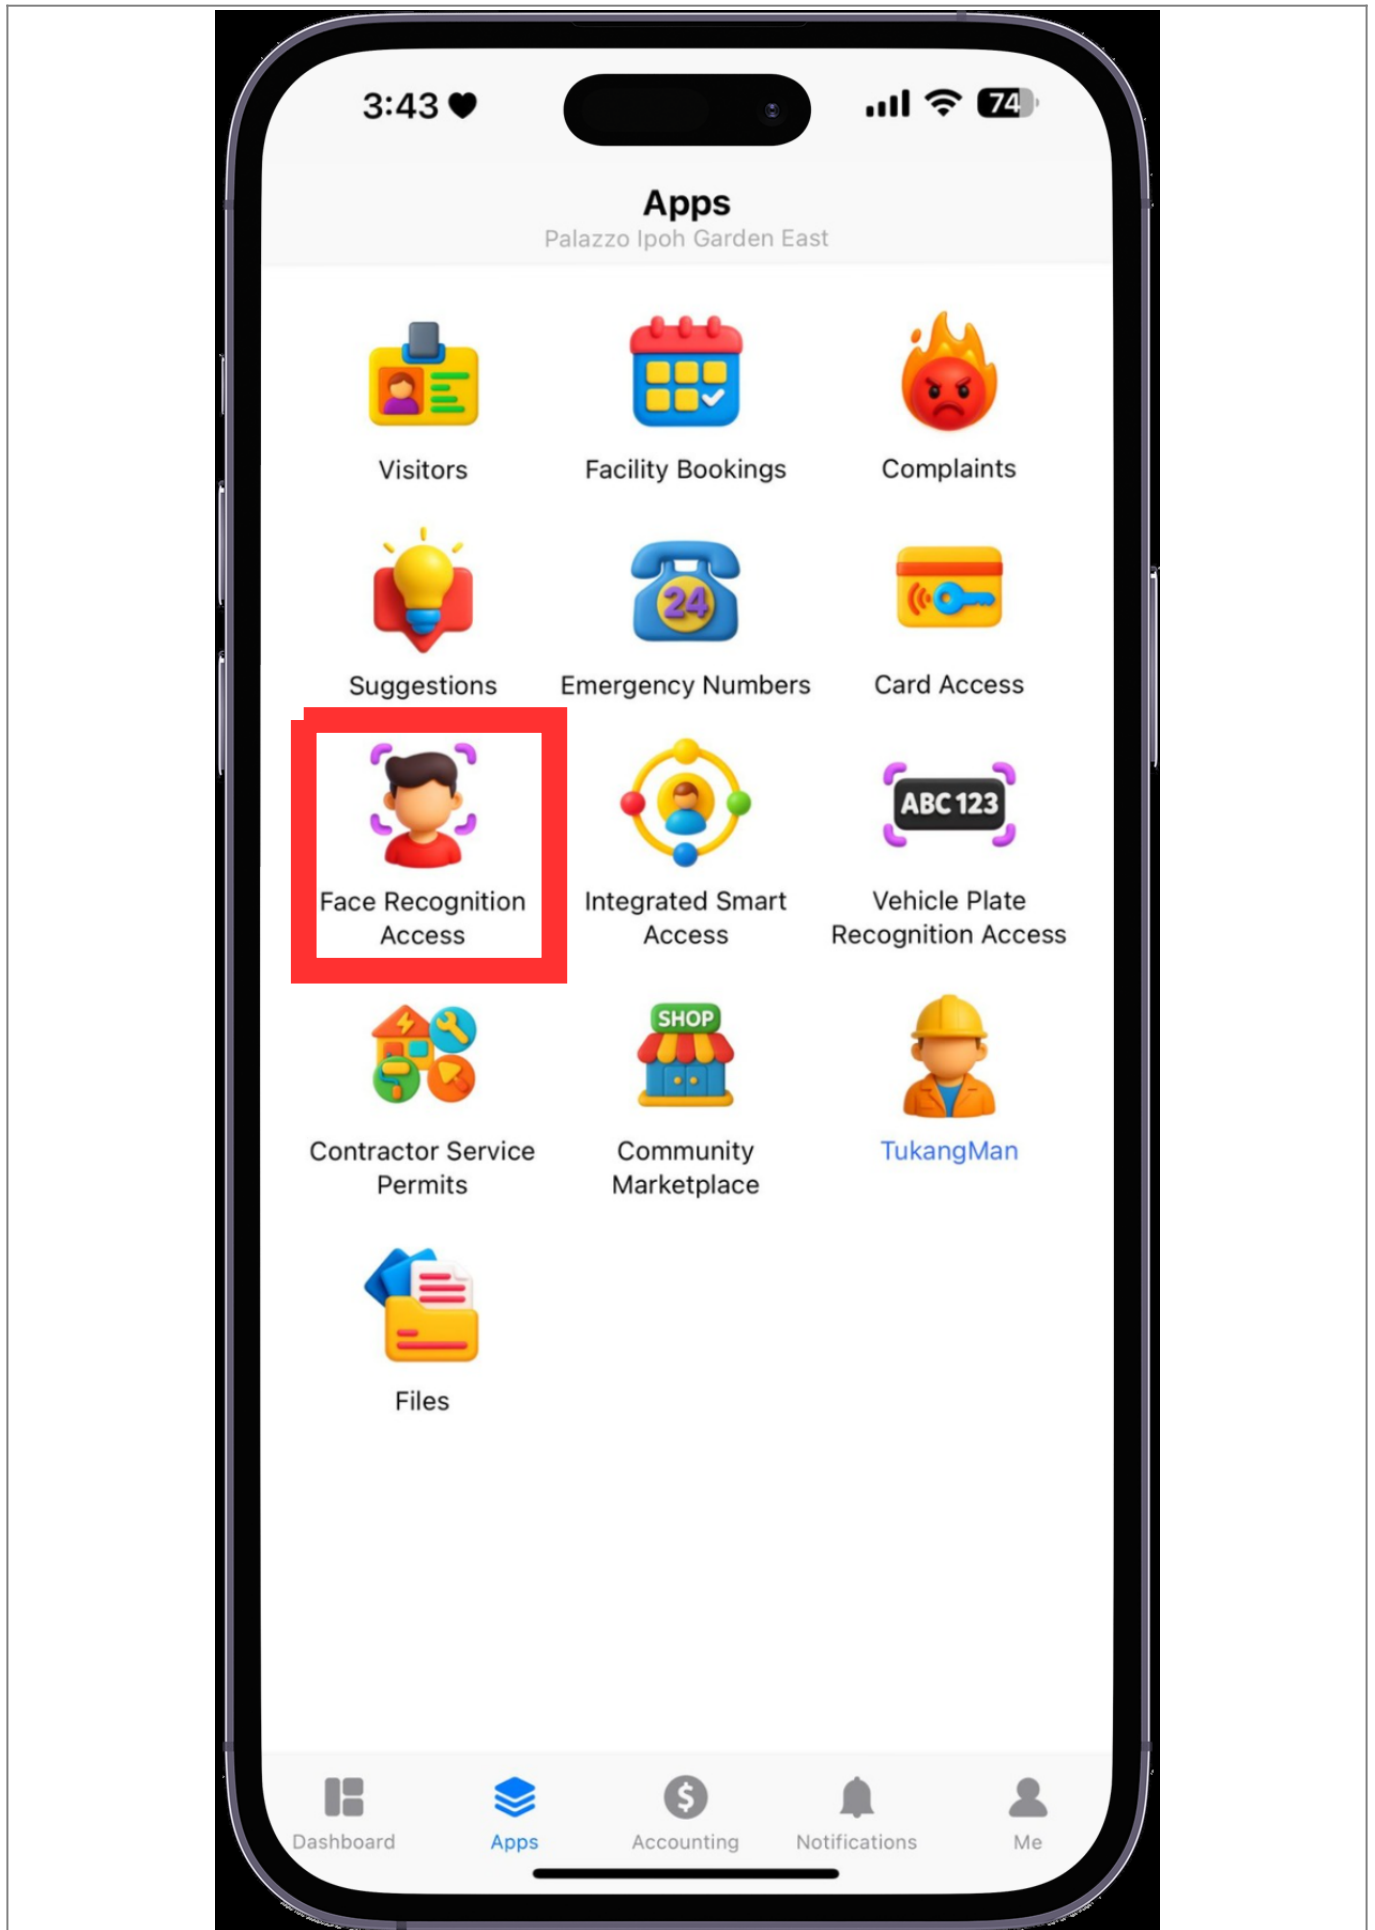 3:43
74
Apps
Palazzo Ipoh Garden East
Visitors
Facility Bookings
Complaints
24
Suggestions
Emergency Numbers
Card Access
ABC 123
Face Recognition
Access
Integrated Smart
Access
Vehicle Plate
Recognition Access
SHOP
Contractor Service
Permits
Community
Marketplace
TukangMan
Files
Dashboard
Apps
$
Accounting
Notifications
Me